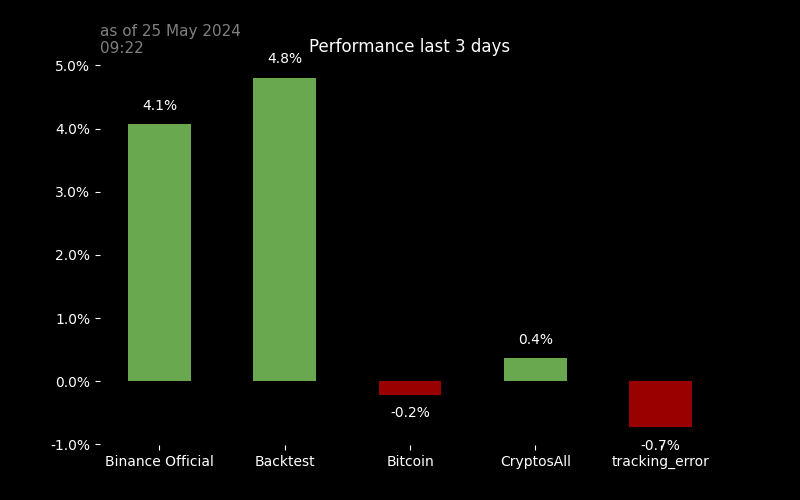 as of 25 May 2024
09:22
Performance last 3 days
5.0%
4.0%
3.0%
2.0%
1.0%
0.0%
-1.0%
4.1%
4.8%
-0.2%
0.4%
-0.7%
Binance Official
Backtest
Bitcoin
CryptosAll
tracking_error